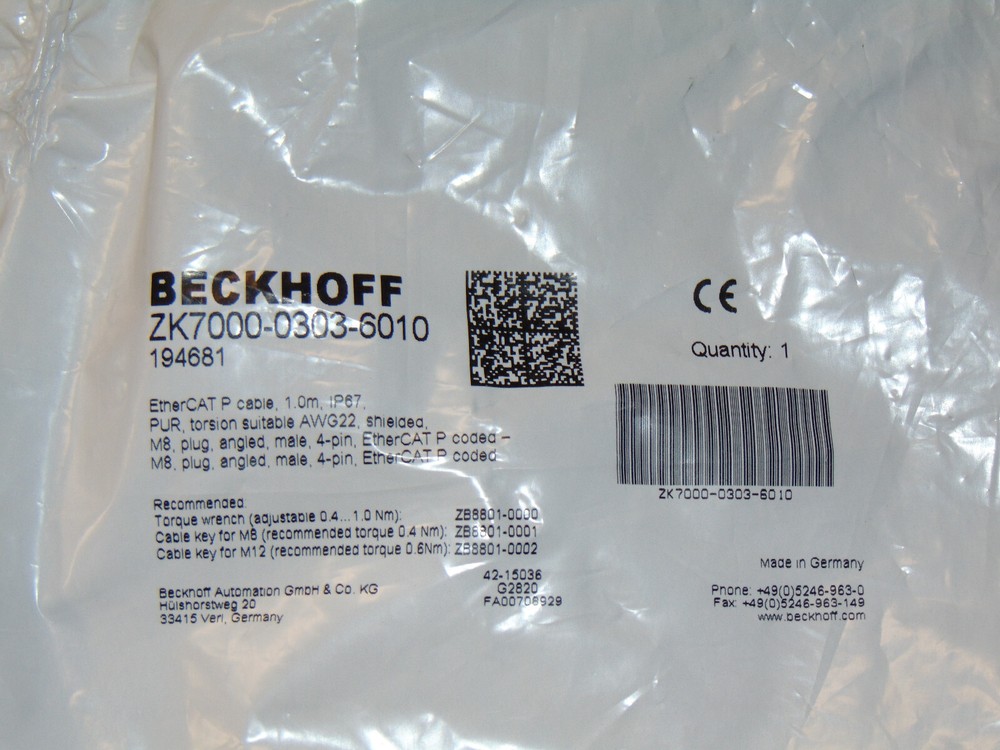 BECKHOFF
ZK7000-0303-6010
194681
CE
Quantity: 1
EtherCAT P cable, 1.0m, IP67,
PUR, torsion suitable AWG22, shielded,
M8, plug, angled, male, 4-pin, EtherCAT P coded –
M8, plug, angled, male, 4-pin, EtherCAT P coded
ZK7000-0303-6010
Recommended
Torque wrench (adjustable 0.4...1.0 Nm): ZB8801-0000
Cable key for M8 (recommended torque 0.4 Nm): ZB8801-0001
Cable key for M12 (recommended torque 0.6Nm): ZB8801-0002
Beckhoff Automation GmbH & Co. KG
Hülshorstweg 20
33415 Verl, Germany
42-15036
G2820
FA00708929
Made in Germany
Phone: +49(0)5246-963-0
Fax: +49(0)5246-963-149
www.beckhoff.com